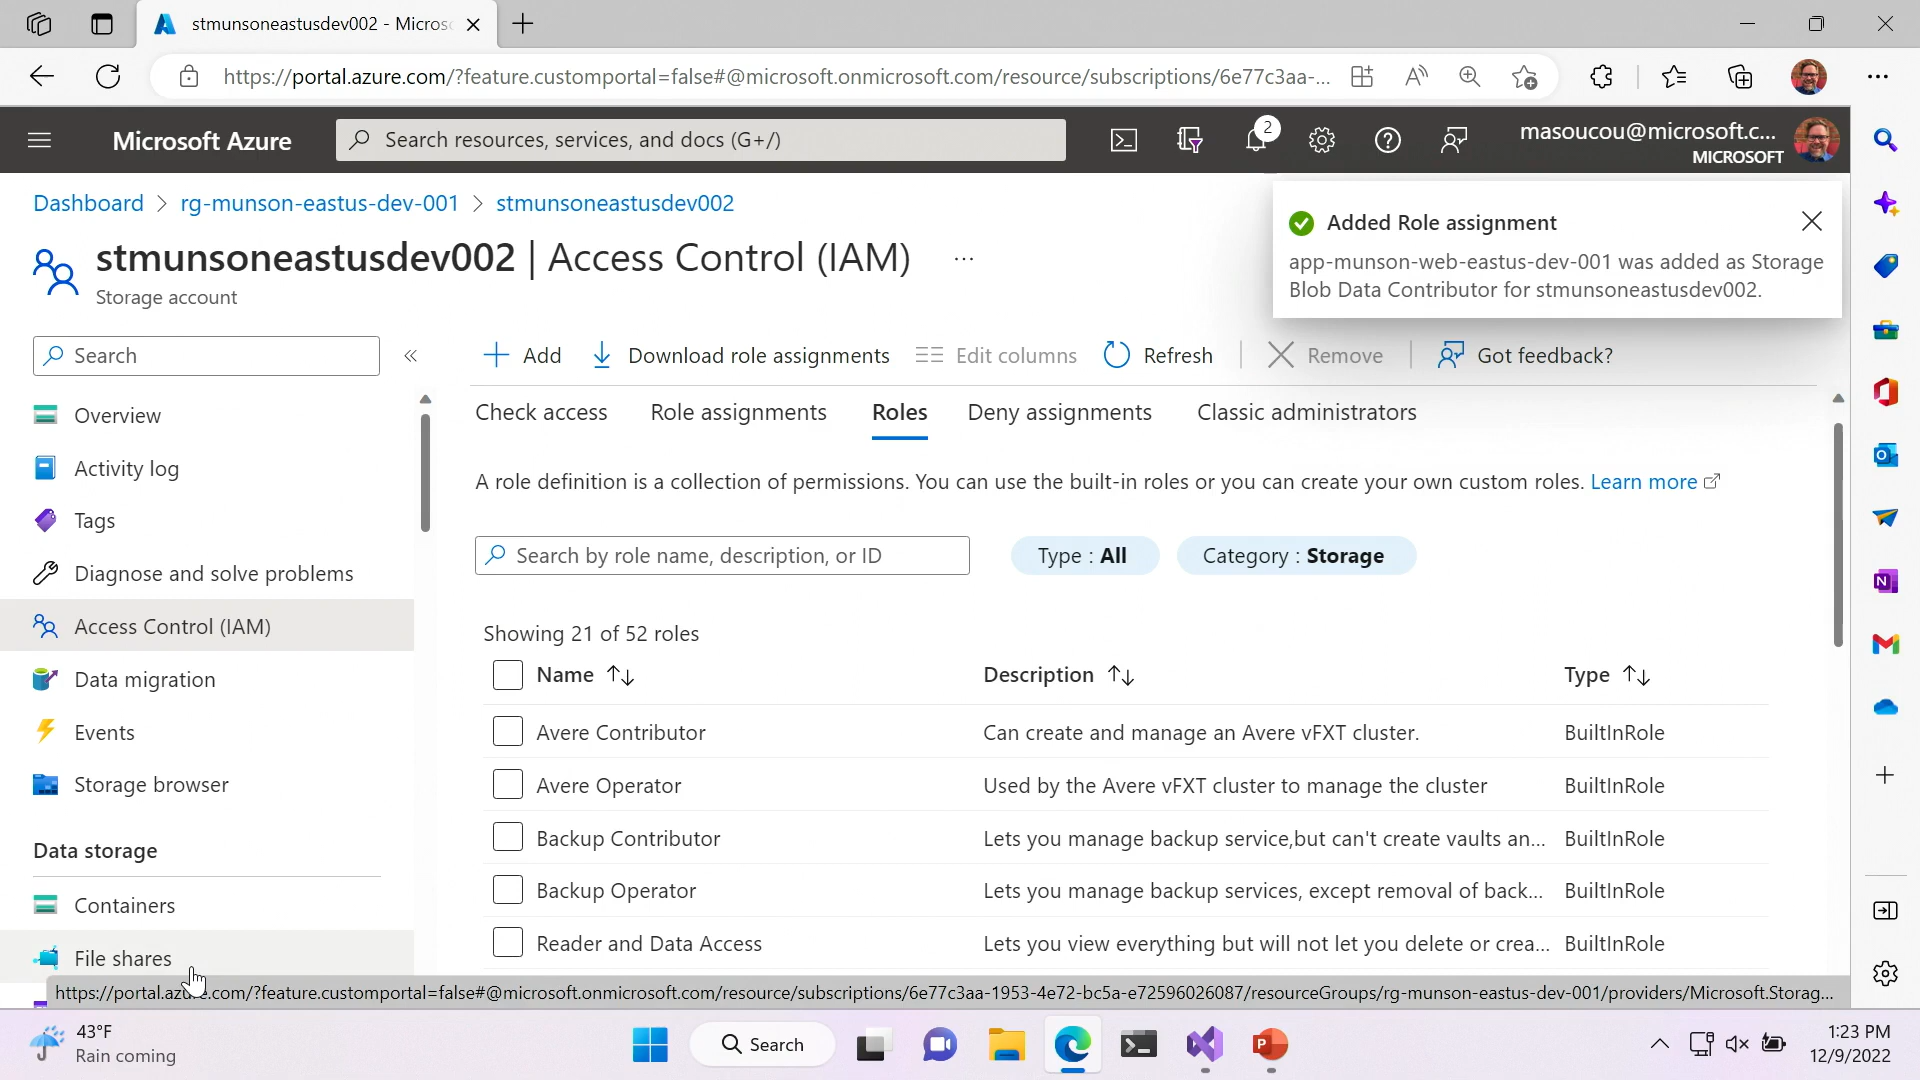 stmunsoneastusdev002 - Micros
https://portal.azure.com/?feature.customportal=false#@microsoft.onmicrosoft.com/resource/subscriptions/6e77c3aa-...
Microsoft Azure
Search resources, services, and docs (G+/)
2
masoucou@microsoft.c...
MICROSOFT
Dashboard > rg-munson-eastus-dev-001 > stmunsoneastusdev002
stmunsoneastusdev002 | Access Control (IAM) ...
Storage account
Added Role assignment
app-munson-web-eastus-dev-001 was added as Storage
Blob Data Contributor for stmunsoneastusdev002.
Search
«
Add
Download role assignments
Edit columns
Refresh
Remove
Got feedback?
Overview
Activity log
Tags
Diagnose and solve problems
Access Control (IAM)
Data migration
Events
Storage browser
Data storage
Containers
File shares
Check access
Role assignments
Roles
Deny assignments
Classic administrators
A role definition is a collection of permissions. You can use the built-in roles or you can create your own custom roles. Learn more
Search by role name, description, or ID
Type : All
Category : Storage
Showing 21 of 52 roles
Name ↑↓ Description ↑↓ Type ↑↓
Avere Contributor Can create and manage an Avere vFXT cluster. BuiltInRole
Avere Operator Used by the Avere vFXT cluster to manage the cluster BuiltInRole
Backup Contributor Lets you manage backup service,but can't create vaults an... BuiltInRole
Backup Operator Lets you manage backup services, except removal of back... BuiltInRole
Reader and Data Access Lets you view everything but will not let you delete or crea... BuiltInRole
https://portal.azure.com/?feature.customportal=false#@microsoft.onmicrosoft.com/resource/subscriptions/6e77c3aa-1953-4e72-bc5a-e72596026087/resourceGroups/rg-munson-eastus-dev-001/providers/Microsoft.Storag...
43°F
Rain coming
Search
1:23 PM
12/9/2022